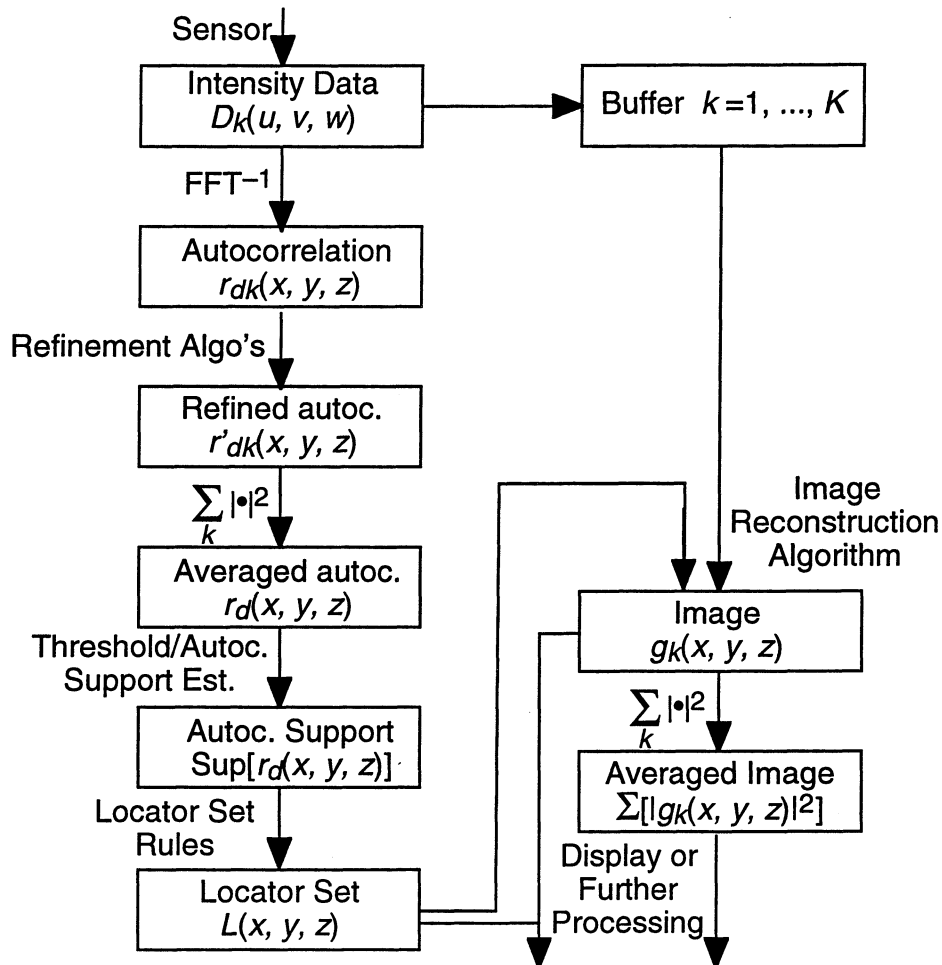 Sensor
Intensity Data
Dk(u, v, w)
Buffer k=1, ..., K
FFT–1
Autocorrelation
rdk(x, y, z)
Refinement Algo's
Refined autoc.
r'dk(x, y, z)
∑ |•|2
k
Averaged autoc.
rd(x, y, z)
Threshold/Autoc.
Support Est.
Autoc. Support
Sup[rd(x, y, z)]
Locator Set
Rules
Locator Set
L(x, y, z)
Image
Reconstruction
Algorithm
Image
gk(x, y, z)
∑ |•|2
k
Averaged Image
Σ[|gk(x, y, z)|2]
Display or
Further
Processing